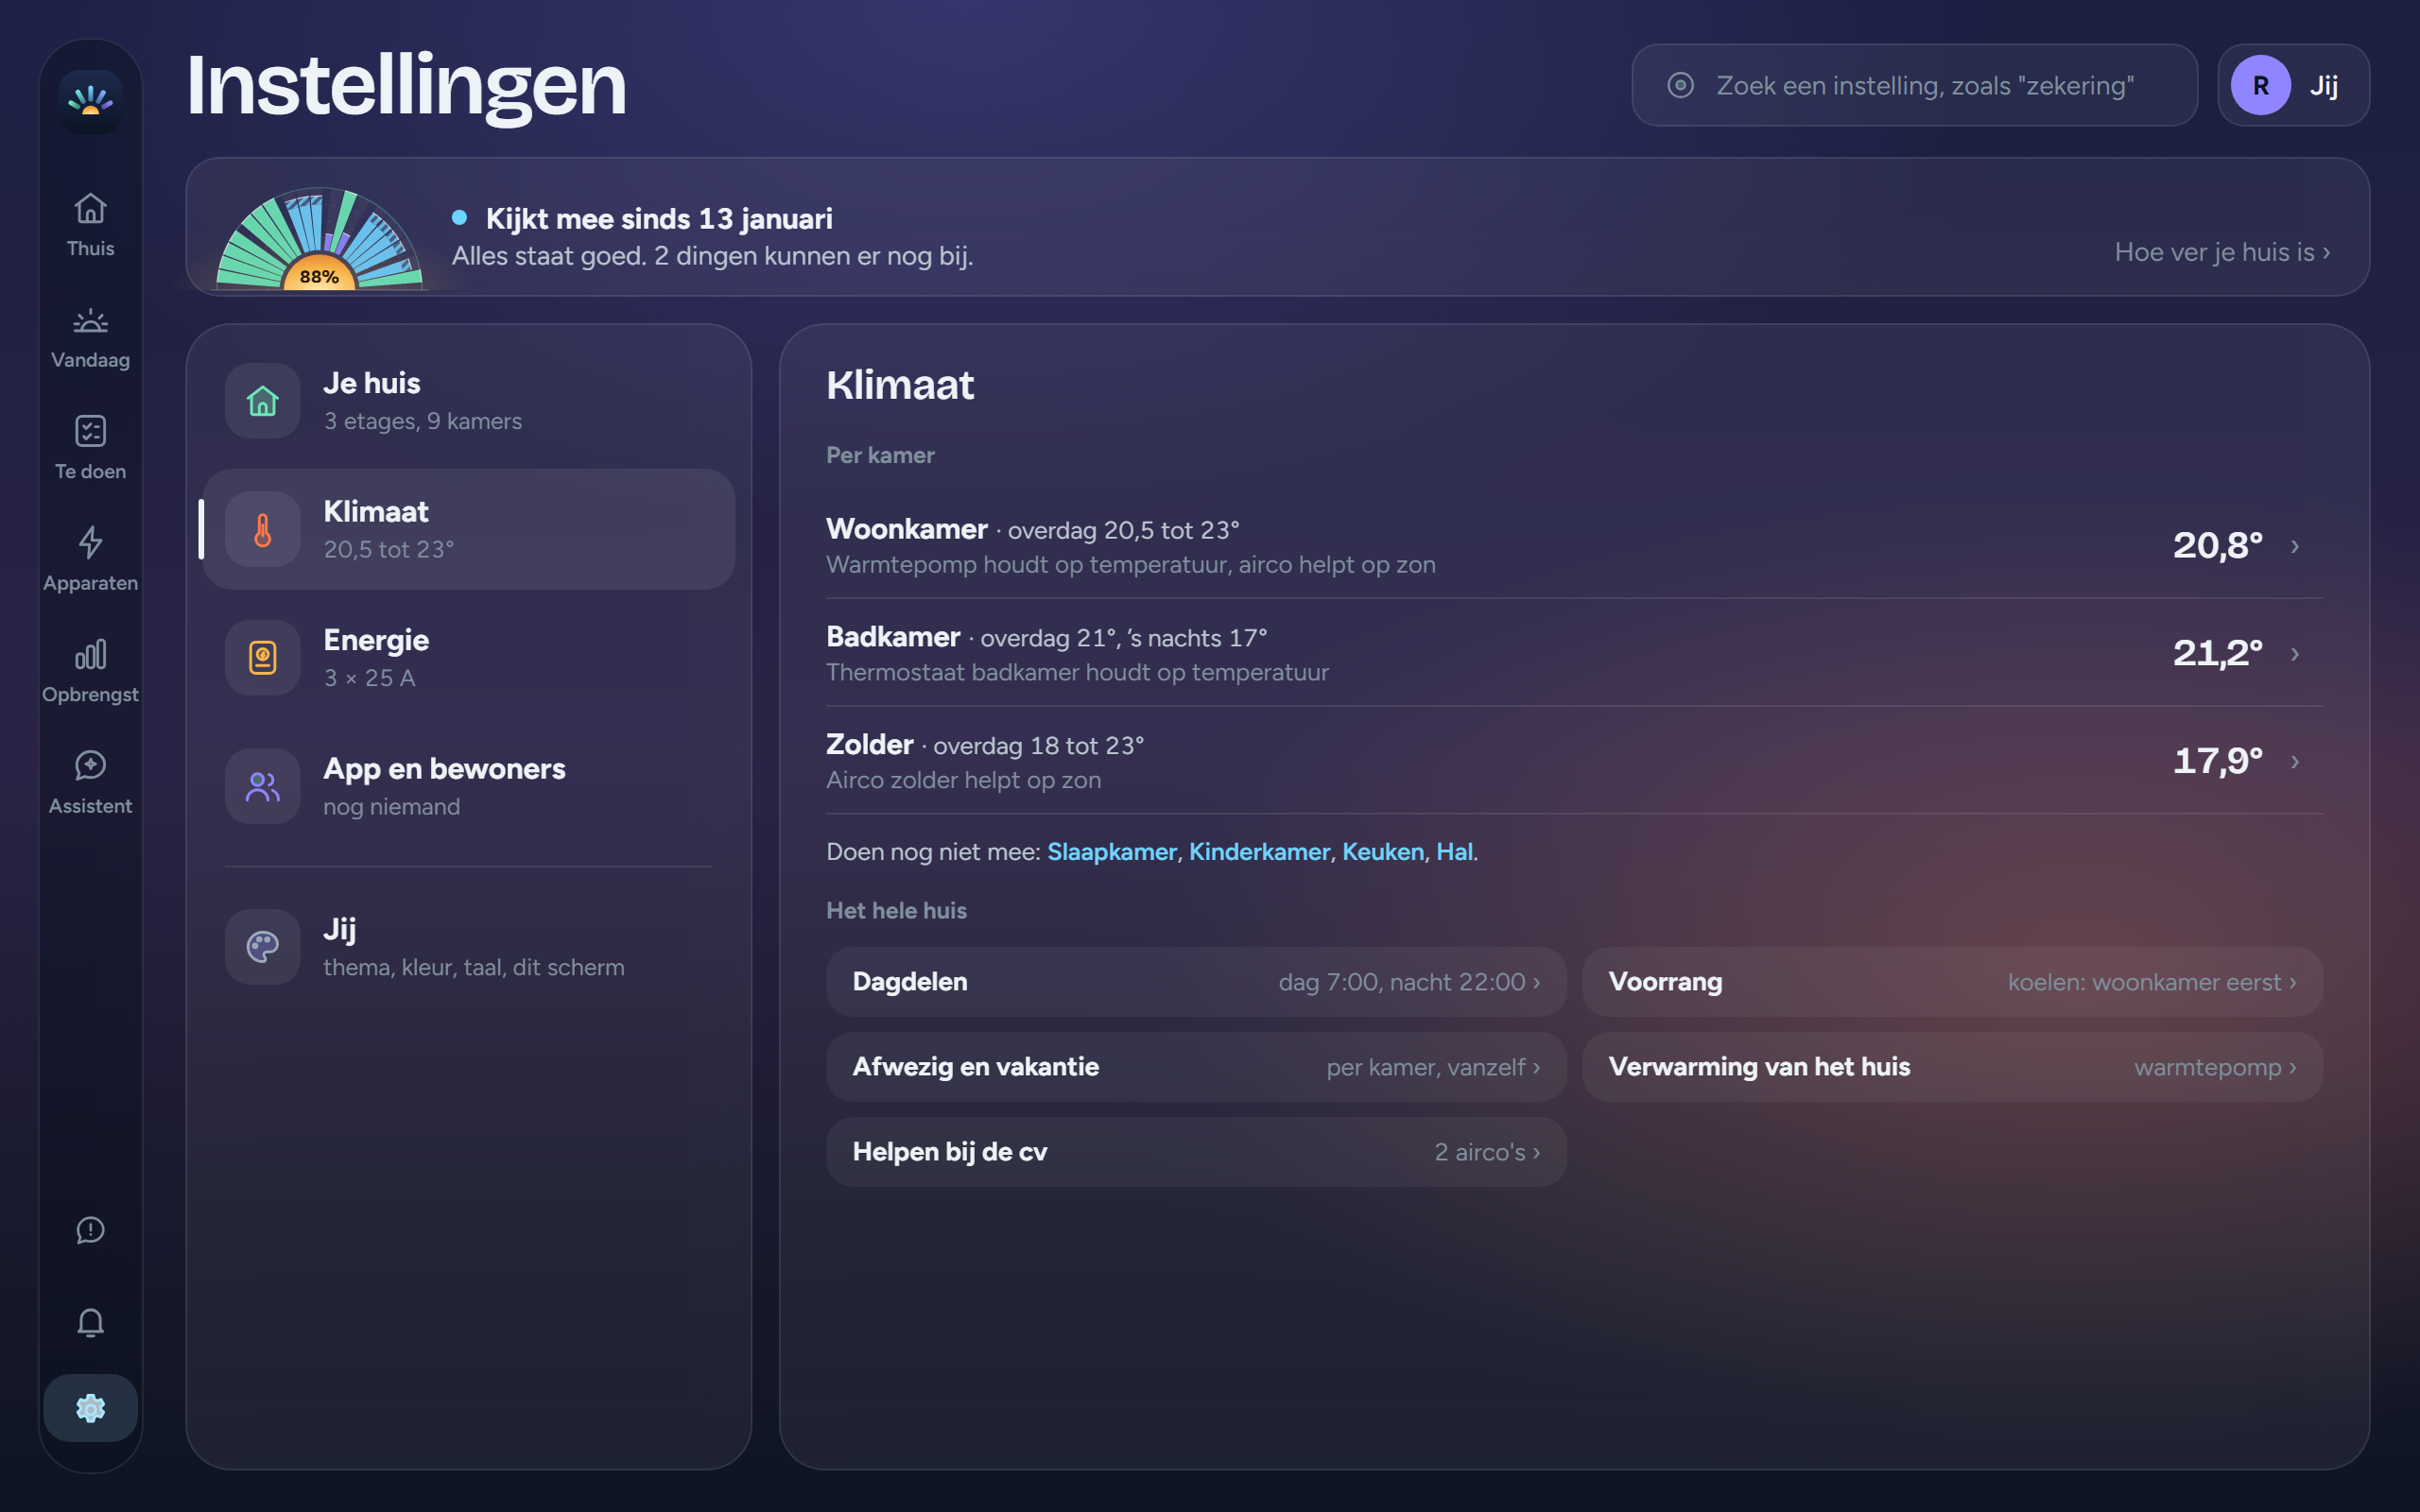 Instellingen
Zoek een instelling, zoals "zekering"
R
Jij
Thuis
Vandaag
Te doen
Apparaten
Opbrengst
Assistent
88%
Kijkt mee sinds 13 januari
Alles staat goed. 2 dingen kunnen er nog bij.
Hoe ver je huis is ›
Je huis
3 etages, 9 kamers
Klimaat
20,5 tot 23°
Energie
3 × 25 A
App en bewoners
nog niemand
Jij
thema, kleur, taal, dit scherm
Klimaat
Per kamer
Woonkamer · overdag 20,5 tot 23°
Warmtepomp houdt op temperatuur, airco helpt op zon
20,8° ›
Badkamer · overdag 21°, ’s nachts 17°
Thermostaat badkamer houdt op temperatuur
21,2° ›
Zolder · overdag 18 tot 23°
Airco zolder helpt op zon
17,9° ›
Doen nog niet mee: Slaapkamer, Kinderkamer, Keuken, Hal.
Het hele huis
Dagdelen dag 7:00, nacht 22:00 ›
Voorrang koelen: woonkamer eerst ›
Afwezig en vakantie per kamer, vanzelf ›
Verwarming van het huis warmtepomp ›
Helpen bij de cv 2 airco's ›